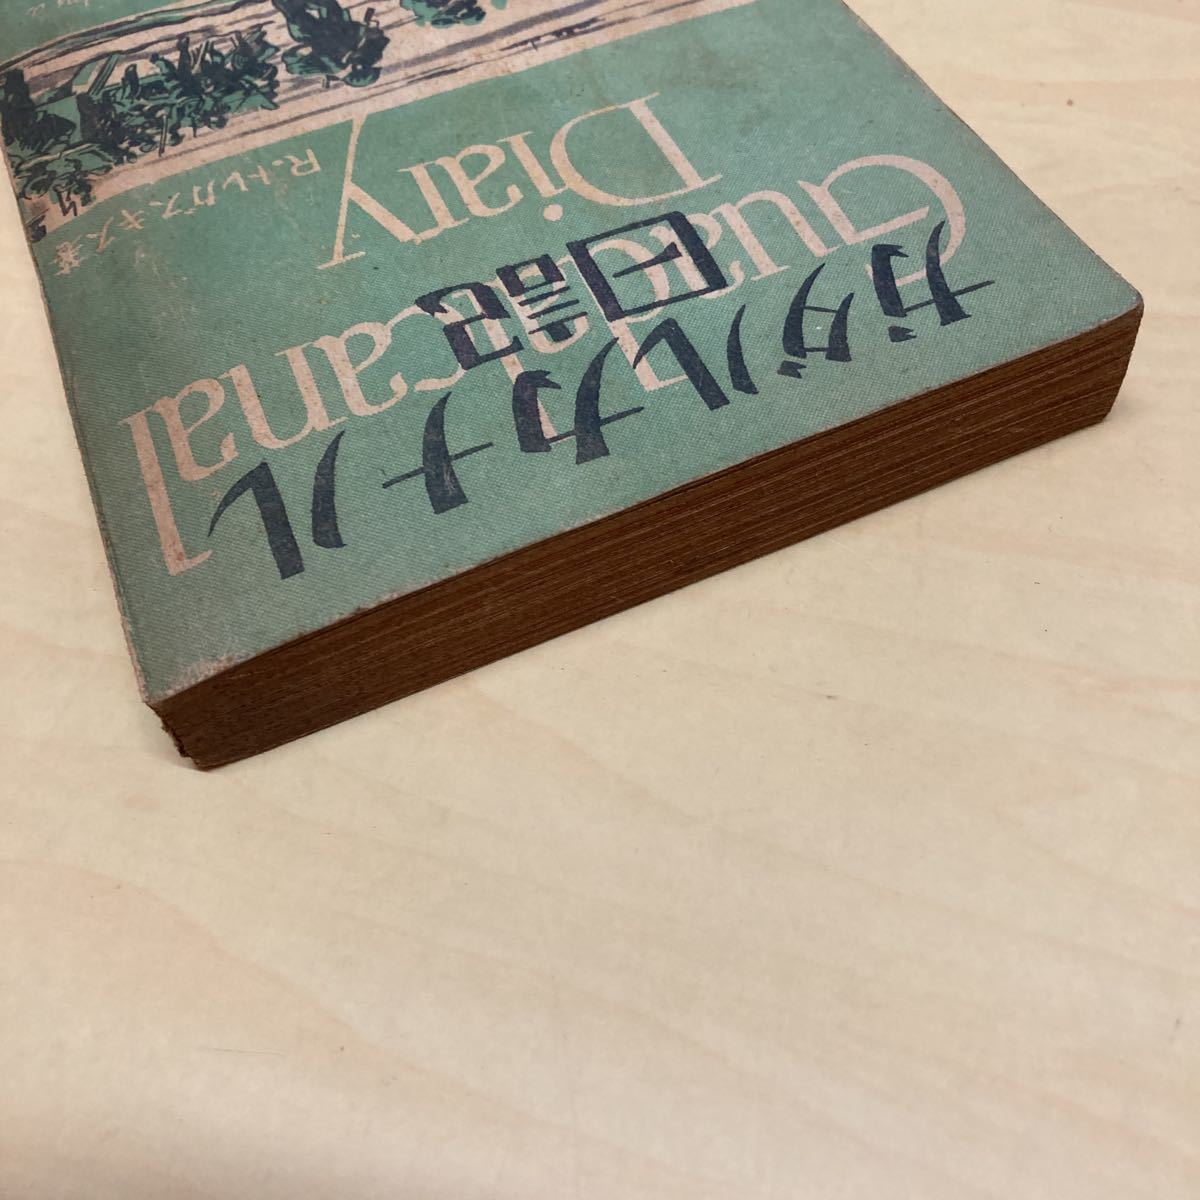 ガダルカナル
Guadalcanal
日記
Diary
R.トレガスキス著